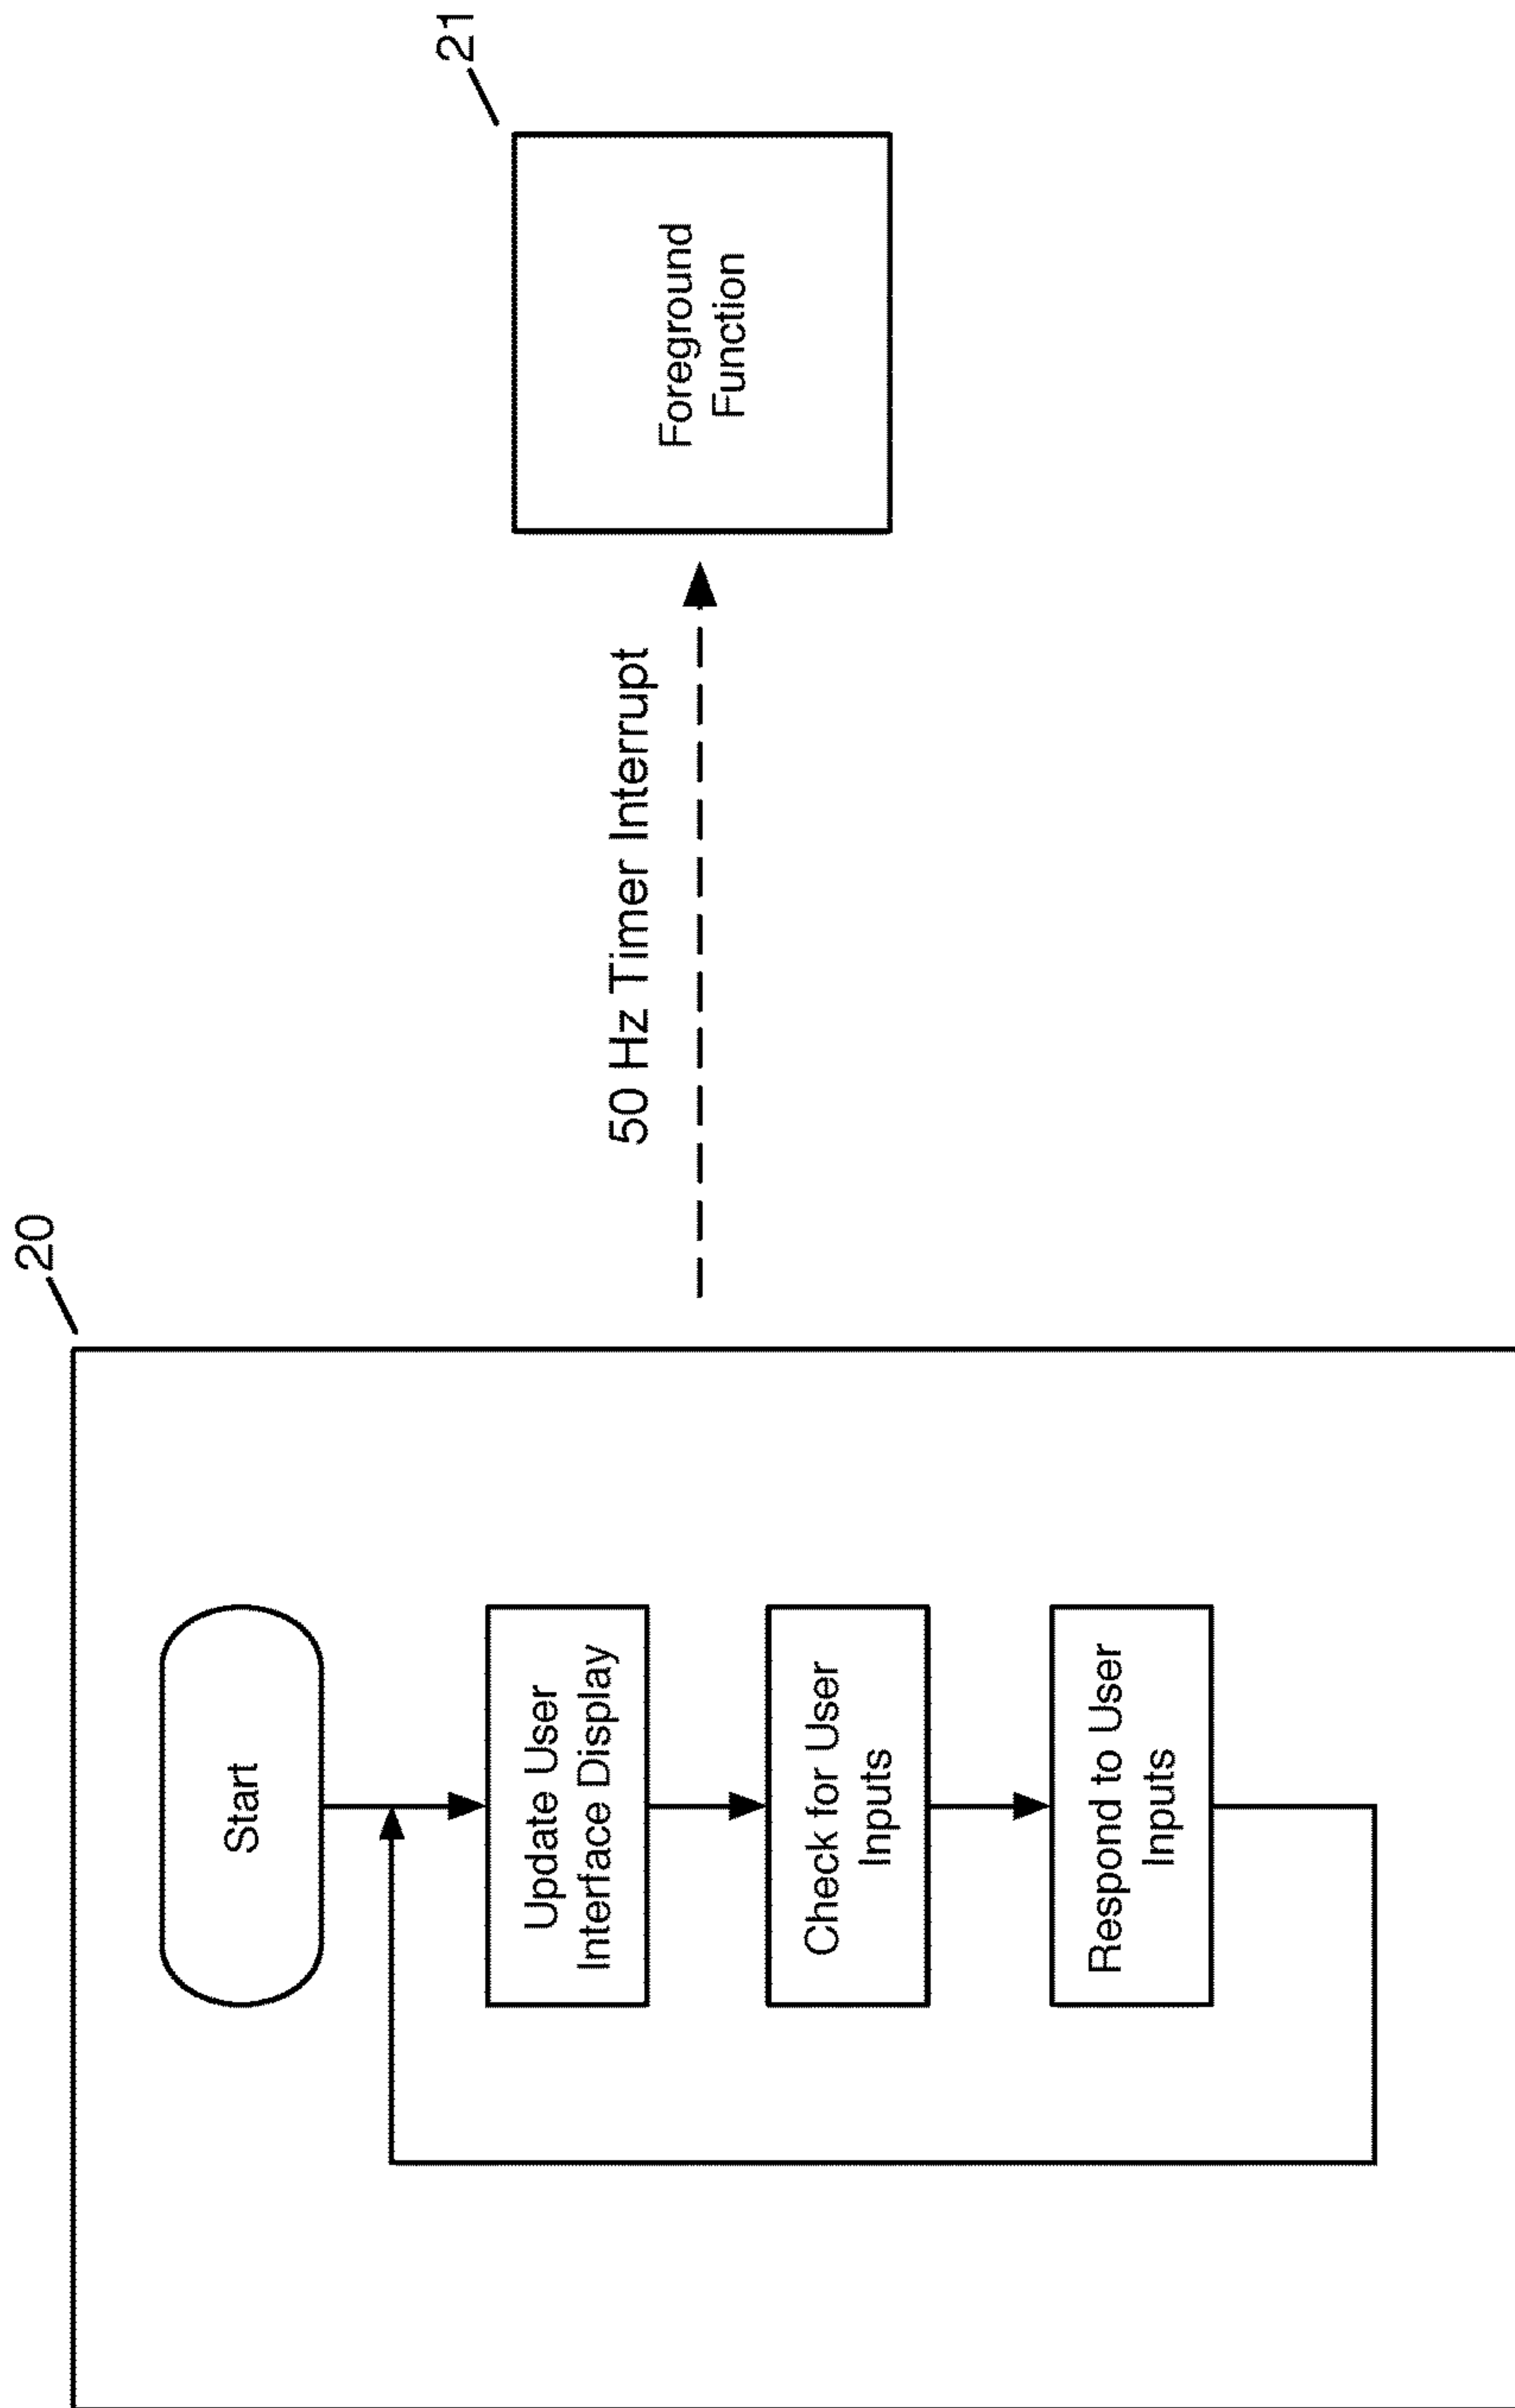 20
Start
Update User
Interface Display
Check for User
Inputs
Respond to User
Inputs
50 Hz Timer Interrupt
21
Foreground
Function